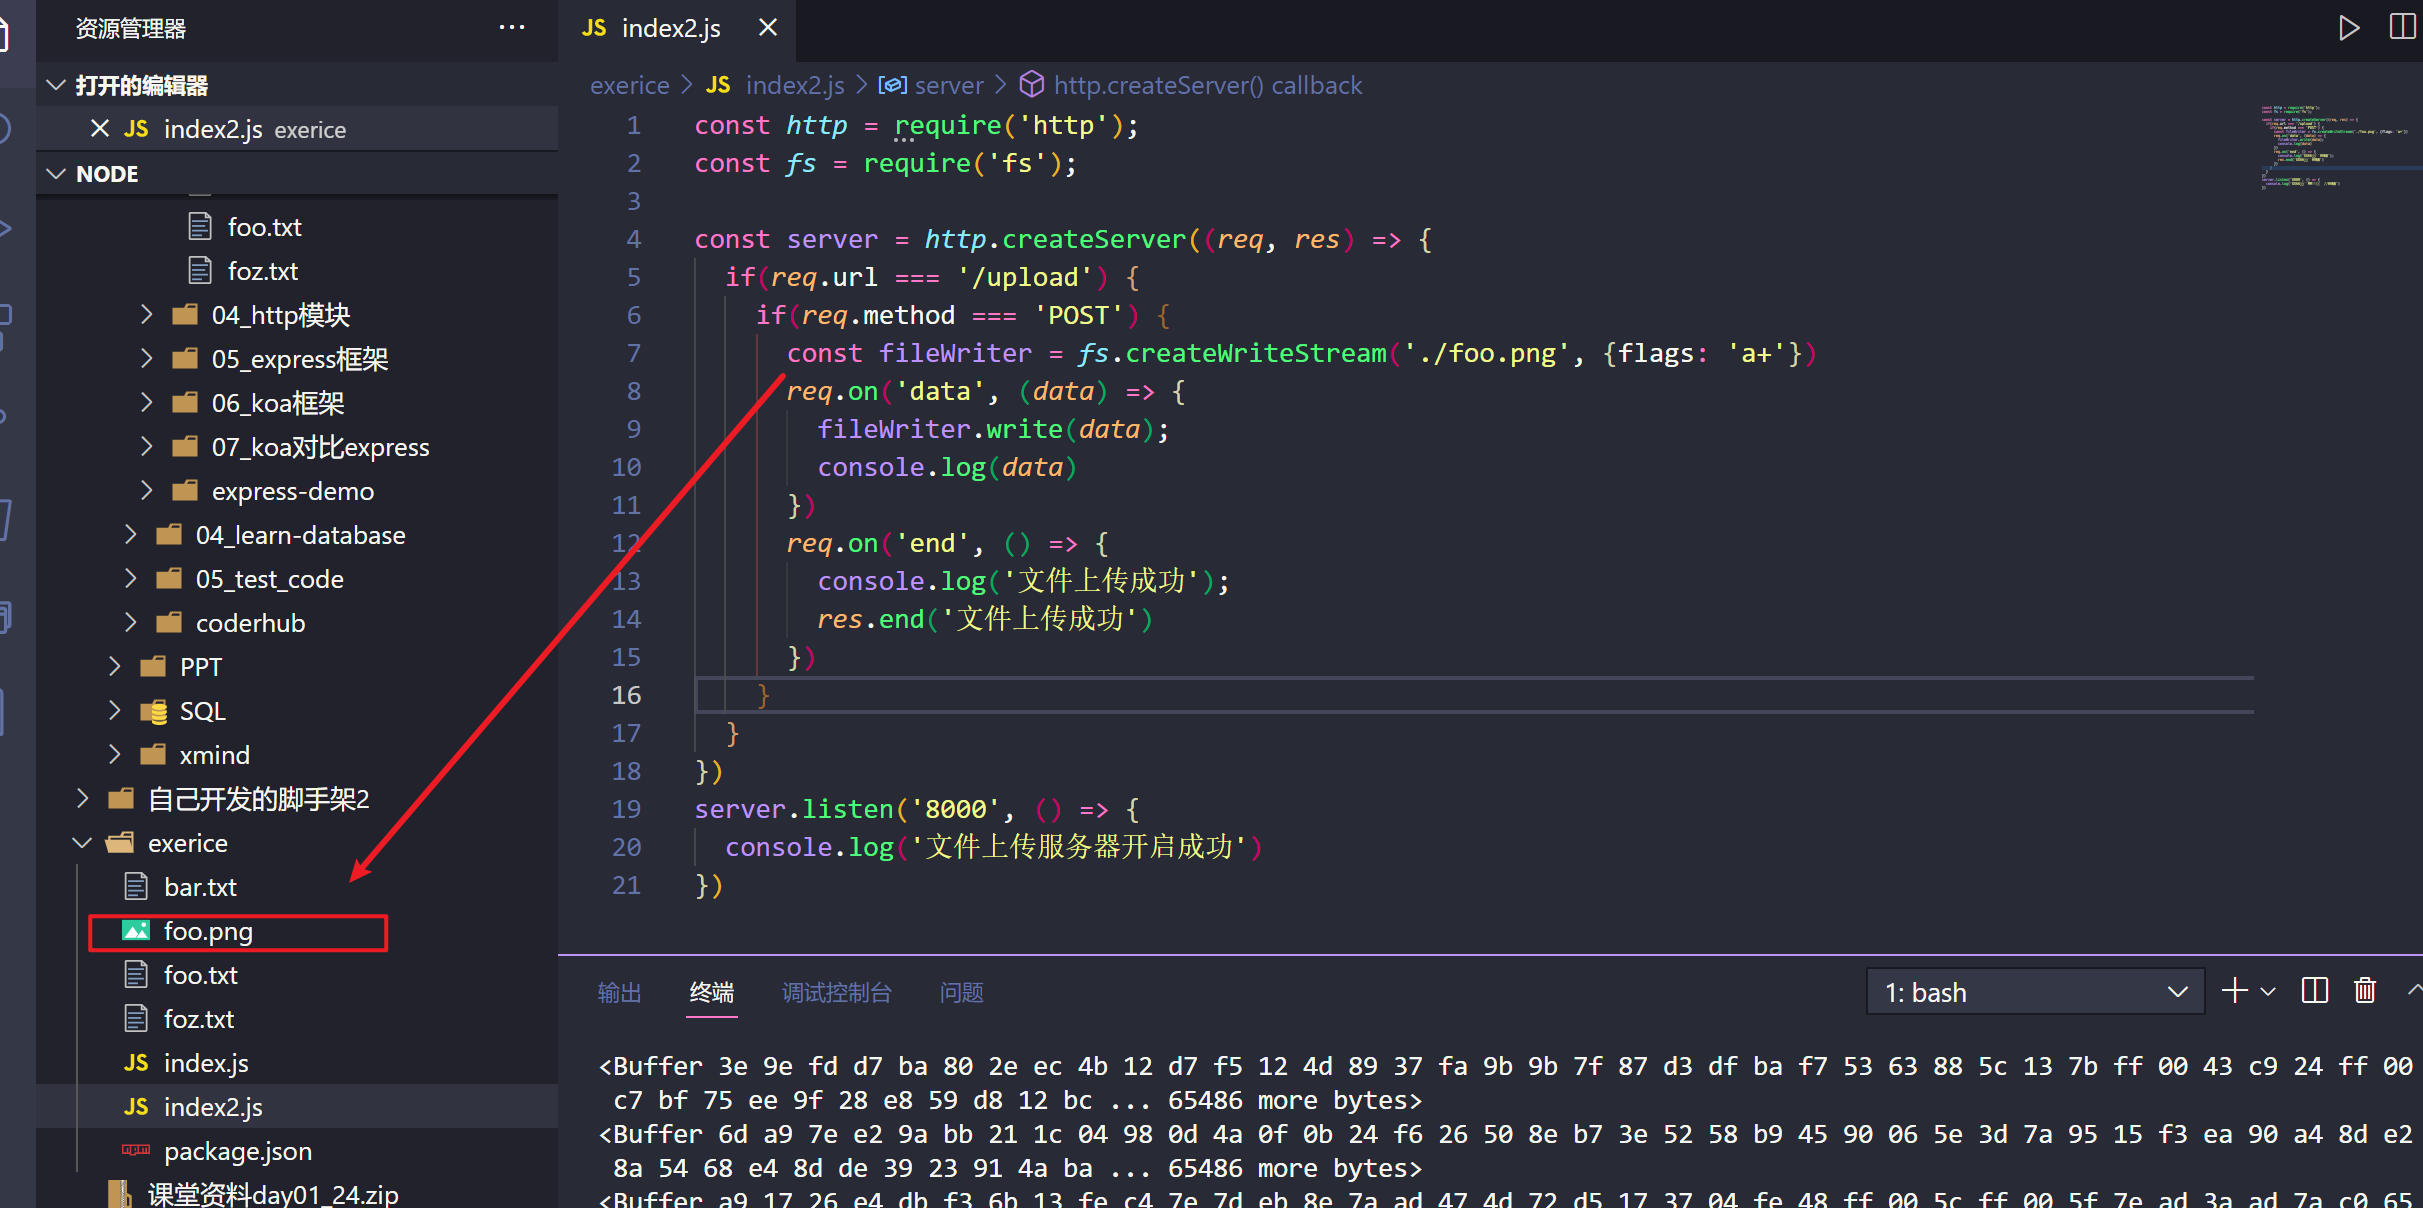 资源管理器 ···
打开的编辑器
JS index2.js exerice
NODE
foo.txt
foz.txt
04_http模块
05_express框架
06_koa框架
07_koa对比express
express-demo
04_learn-database
05_test_code
coderhub
PPT
SQL
xmind
自己开发的脚手架2
exerice
bar.txt
foo.png
foo.txt
foz.txt
JS index.js
JS index2.js
package.json
课堂资料day01_24.zip
JS index2.js
exerice > JS index2.js > server > http.createServer() callback
1 const http = require('http');
2 const fs = require('fs');
3
4 const server = http.createServer((req, res) => {
5 if(req.url === '/upload') {
6 if(req.method === 'POST') {
7 const fileWriter = fs.createWriteStream('./foo.png', {flags: 'a+'})
8 req.on('data', (data) => {
9 fileWriter.write(data);
10 console.log(data)
11 })
12 req.on('end', () => {
13 console.log('文件上传成功');
14 res.end('文件上传成功')
15 })
16 }
17 }
18 })
19 server.listen('8000', () => {
20 console.log('文件上传服务器开启成功')
21 })
输出 终端 调试控制台 问题 1: bash
<Buffer 3e 9e fd d7 ba 80 2e ec 4b 12 d7 f5 12 4d 89 37 fa 9b 9b 7f 87 d3 df ba f7 53 63 88 5c 13 7b ff 00 43 c9 24 ff 00
c7 bf 75 ee 9f 28 e8 59 d8 12 bc ... 65486 more bytes>
<Buffer 6d a9 7e e2 9a bb 21 1c 04 98 0d 4a 0f 0b 24 f6 26 50 8e b7 3e 52 58 b9 45 90 06 5e 3d 7a 95 15 f3 ea 90 a4 8d e2
8a 54 68 e4 8d de 39 23 91 4a ba ... 65486 more bytes>
<Buffer a9 17 26 e4 db f3 6b 13 fe c4 7e 7d eb 8e 7a ad 47 4d 72 d5 17 37 04 fe 48 ff 00 5c ff 00 5f 7e ad 3a ad 7a c0 65